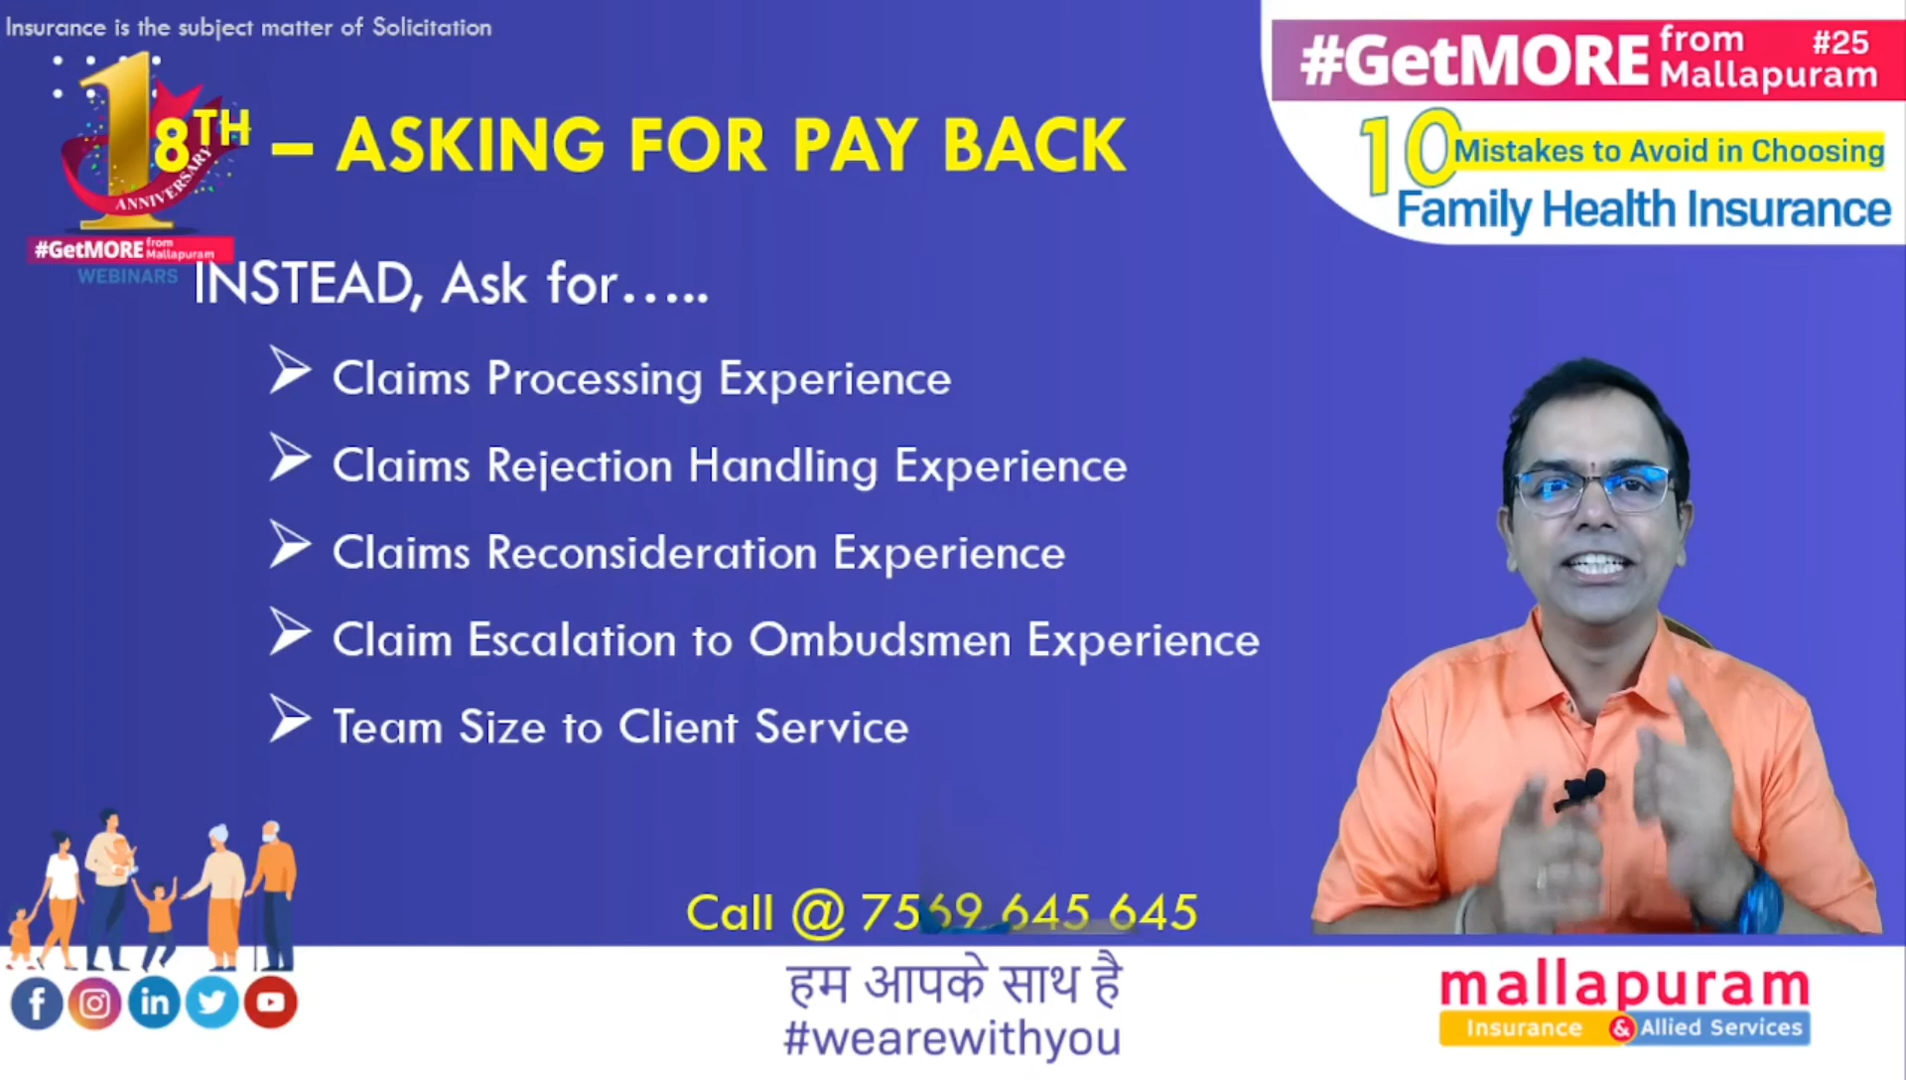 Insurance is the subject matter of Solicitation
#GetMORE from Mallapuram #25
10 Mistakes to Avoid in Choosing
Family Health Insurance
1
ANNIVERSARY
#GetMORE from Mallapuram
WEBINARS
8TH – ASKING FOR PAY BACK
INSTEAD, Ask for.....
Claims Processing Experience
Claims Rejection Handling Experience
Claims Reconsideration Experience
Claim Escalation to Ombudsmen Experience
Team Size to Client Service
Call @ 7569 645 645
हम आपके साथ है
#wearewithyou
mallapuram
Insurance & Allied Services